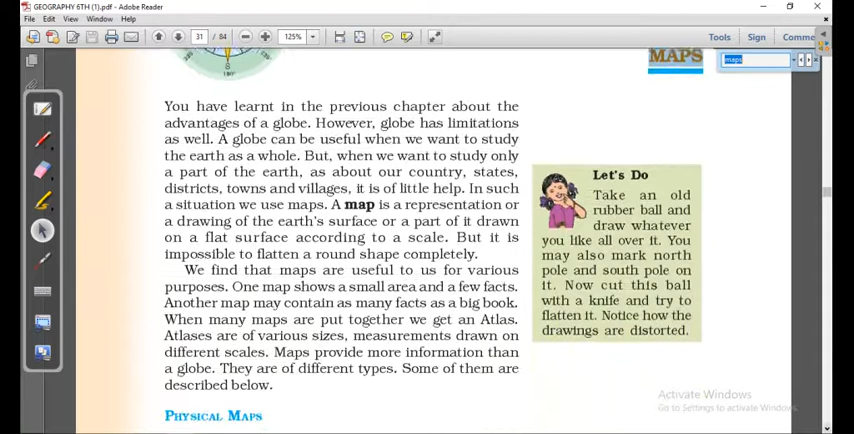 GEOGRAPHY 6TH (1).pdf - Adobe Reader
File Edit View Window Help
31 / 84 125% Tools Sign Comme
maps
S
180°
MAPS
You have learnt in the previous chapter about the
advantages of a globe. However, globe has limitations
as well. A globe can be useful when we want to study
the earth as a whole. But, when we want to study only
a part of the earth, as about our country, states,
districts, towns and villages, it is of little help. In such
a situation we use maps. A map is a representation or
a drawing of the earth's surface or a part of it drawn
on a flat surface according to a scale. But it is
impossible to flatten a round shape completely.
We find that maps are useful to us for various
purposes. One map shows a small area and a few facts.
Another map may contain as many facts as a big book.
When many maps are put together we get an Atlas.
Atlases are of various sizes, measurements drawn on
different scales. Maps provide more information than
a globe. They are of different types. Some of them are
described below.
PHYSICAL MAPS
Let's Do
Take an old
rubber ball and
draw whatever
you like all over it. You
may also mark north
pole and south pole on
it. Now cut this ball
with a knife and try to
flatten it. Notice how the
drawings are distorted.
Activate Windows
Go to Settings to activate Windows.